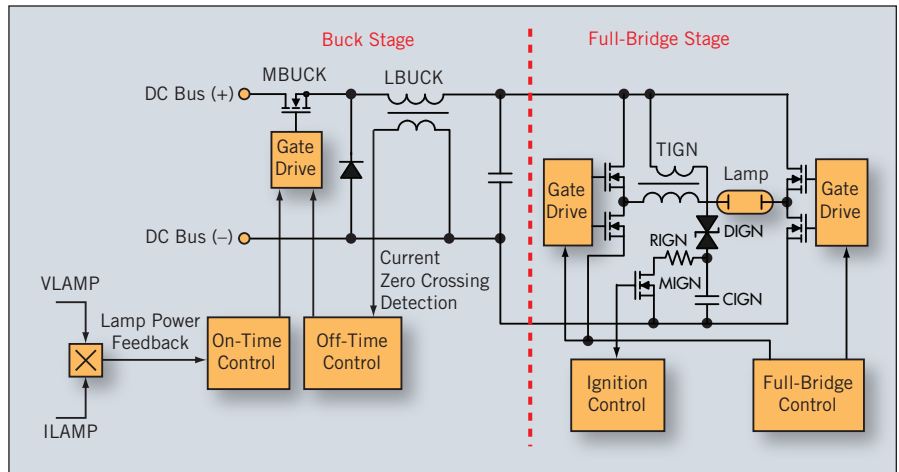 Buck Stage
Full-Bridge Stage
MBUCK
LBUCK
DC Bus (+)
Gate
Drive
TIGN
Lamp
Gate
Drive
Gate
Drive
DIGN
RIGN
MIGN
CIGN
DC Bus (−)
Current
Zero Crossing
Detection
VLAMP
Lamp Power
Feedback
On-Time
Control
Off-Time
Control
Ignition
Control
Full-Bridge
Control
ILAMP